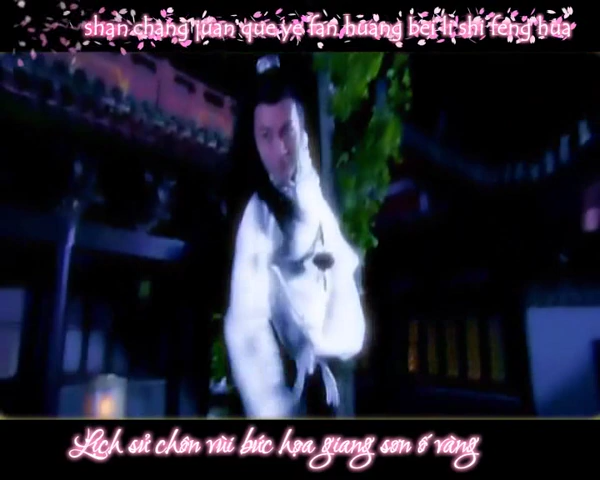 shan chang juan que ye fan huang bei li shi feng hua
Lịch sử chôn vùi bức họa giang sơn ố vàng